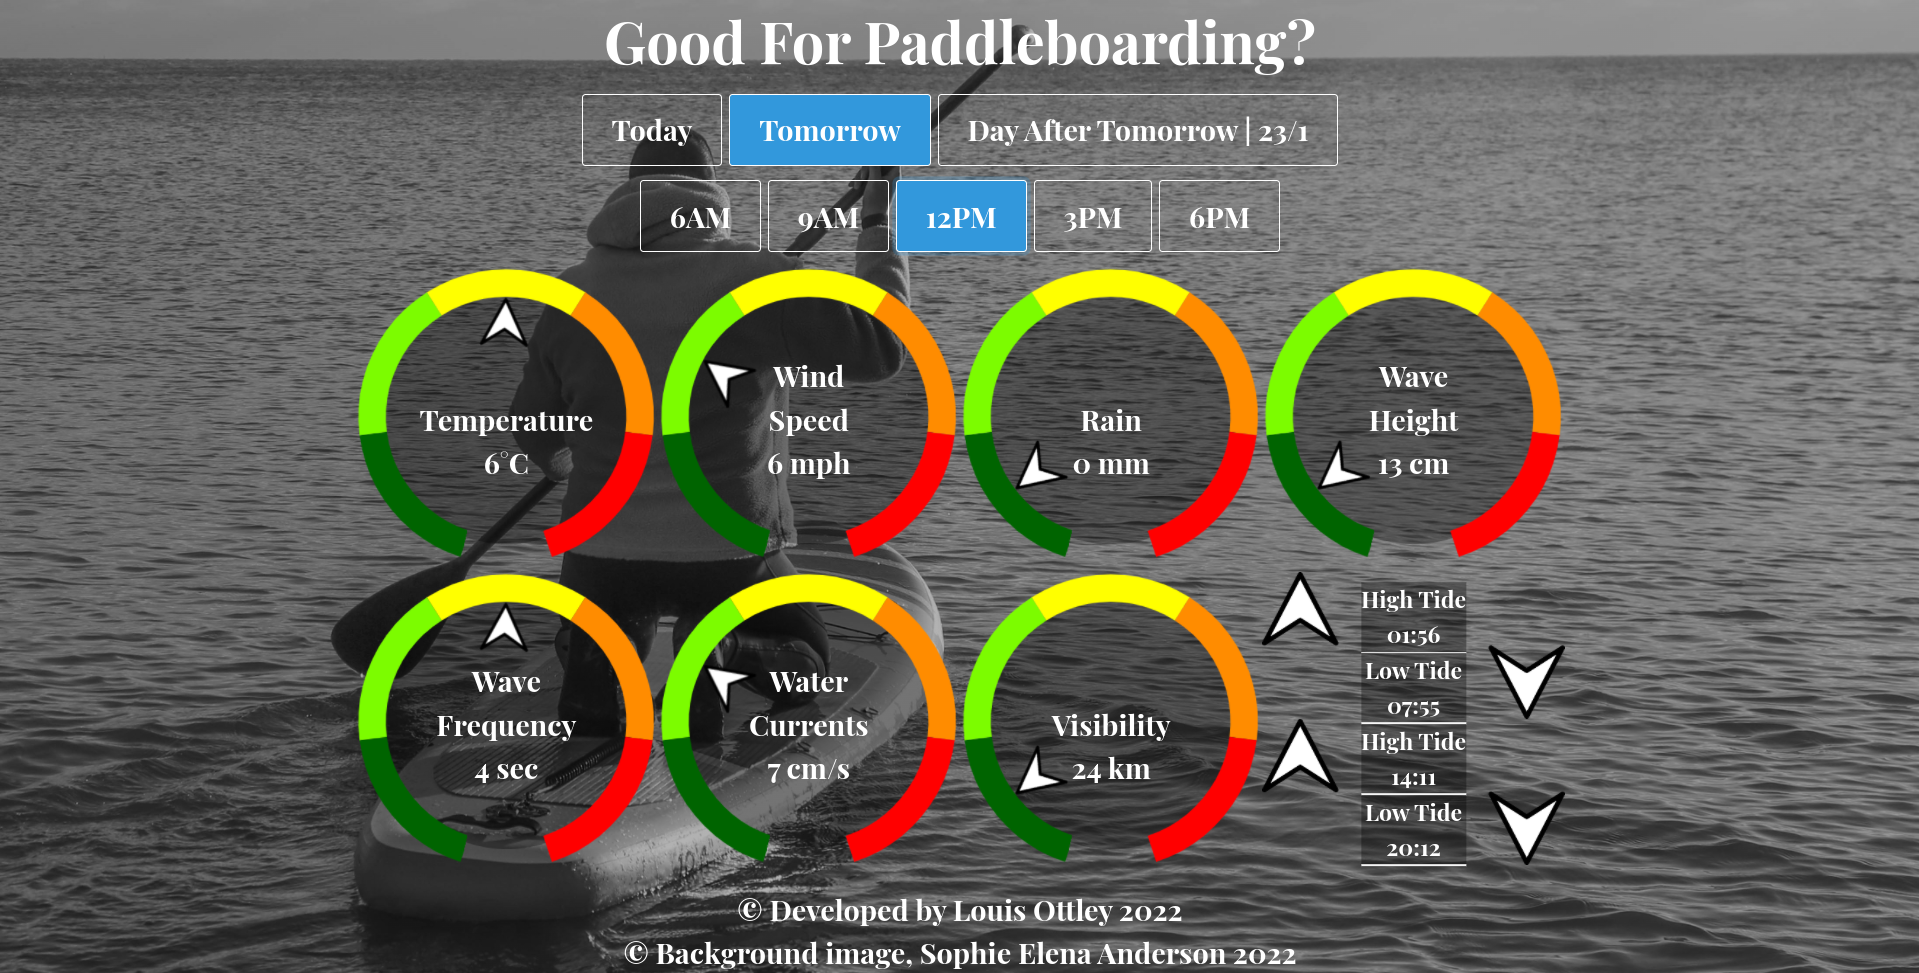 Good For Paddleboarding?
Today
Tomorrow
Day After Tomorrow | 23/1
6AM
9AM
12PM
3PM
6PM
Temperature
6°C
Wind
Speed
6 mph
Rain
0 mm
Wave
Height
13 cm
Wave
Frequency
4 sec
Water
Currents
7 cm/s
Visibility
24 km
High Tide
01:56
Low Tide
07:55
High Tide
14:11
Low Tide
20:12
© Developed by Louis Ottley 2022
© Background image, Sophie Elena Anderson 2022